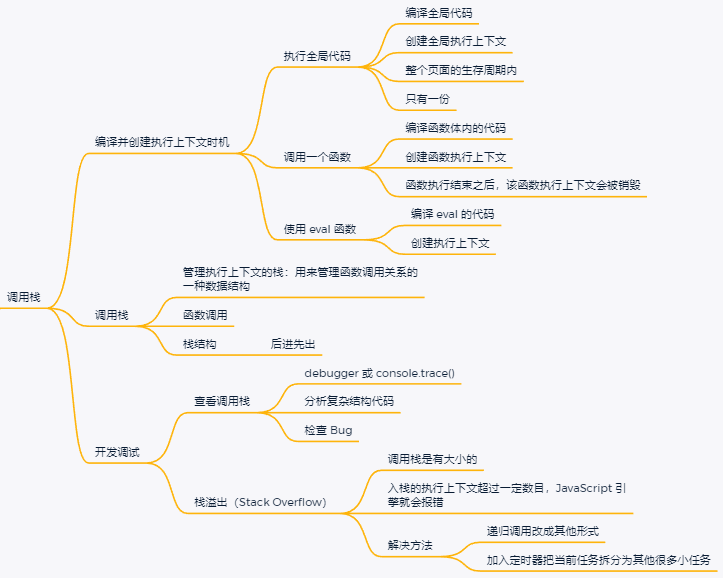 调用栈
编译并创建执行上下文时机
执行全局代码
编译全局代码
创建全局执行上下文
整个页面的生存周期内
只有一份
调用一个函数
编译函数体内的代码
创建函数执行上下文
函数执行结束之后，该函数执行上下文会被销毁
使用 eval 函数
编译 eval 的代码
创建执行上下文
调用栈
管理执行上下文的栈：用来管理函数调用关系的
一种数据结构
函数调用
栈结构
后进先出
开发调试
查看调用栈
debugger 或 console.trace()
分析复杂结构代码
检查 Bug
栈溢出（Stack Overflow）
调用栈是有大小的
入栈的执行上下文超过一定数目，JavaScript 引
擎就会报错
解决方法
递归调用改成其他形式
加入定时器把当前任务拆分为其他很多小任务